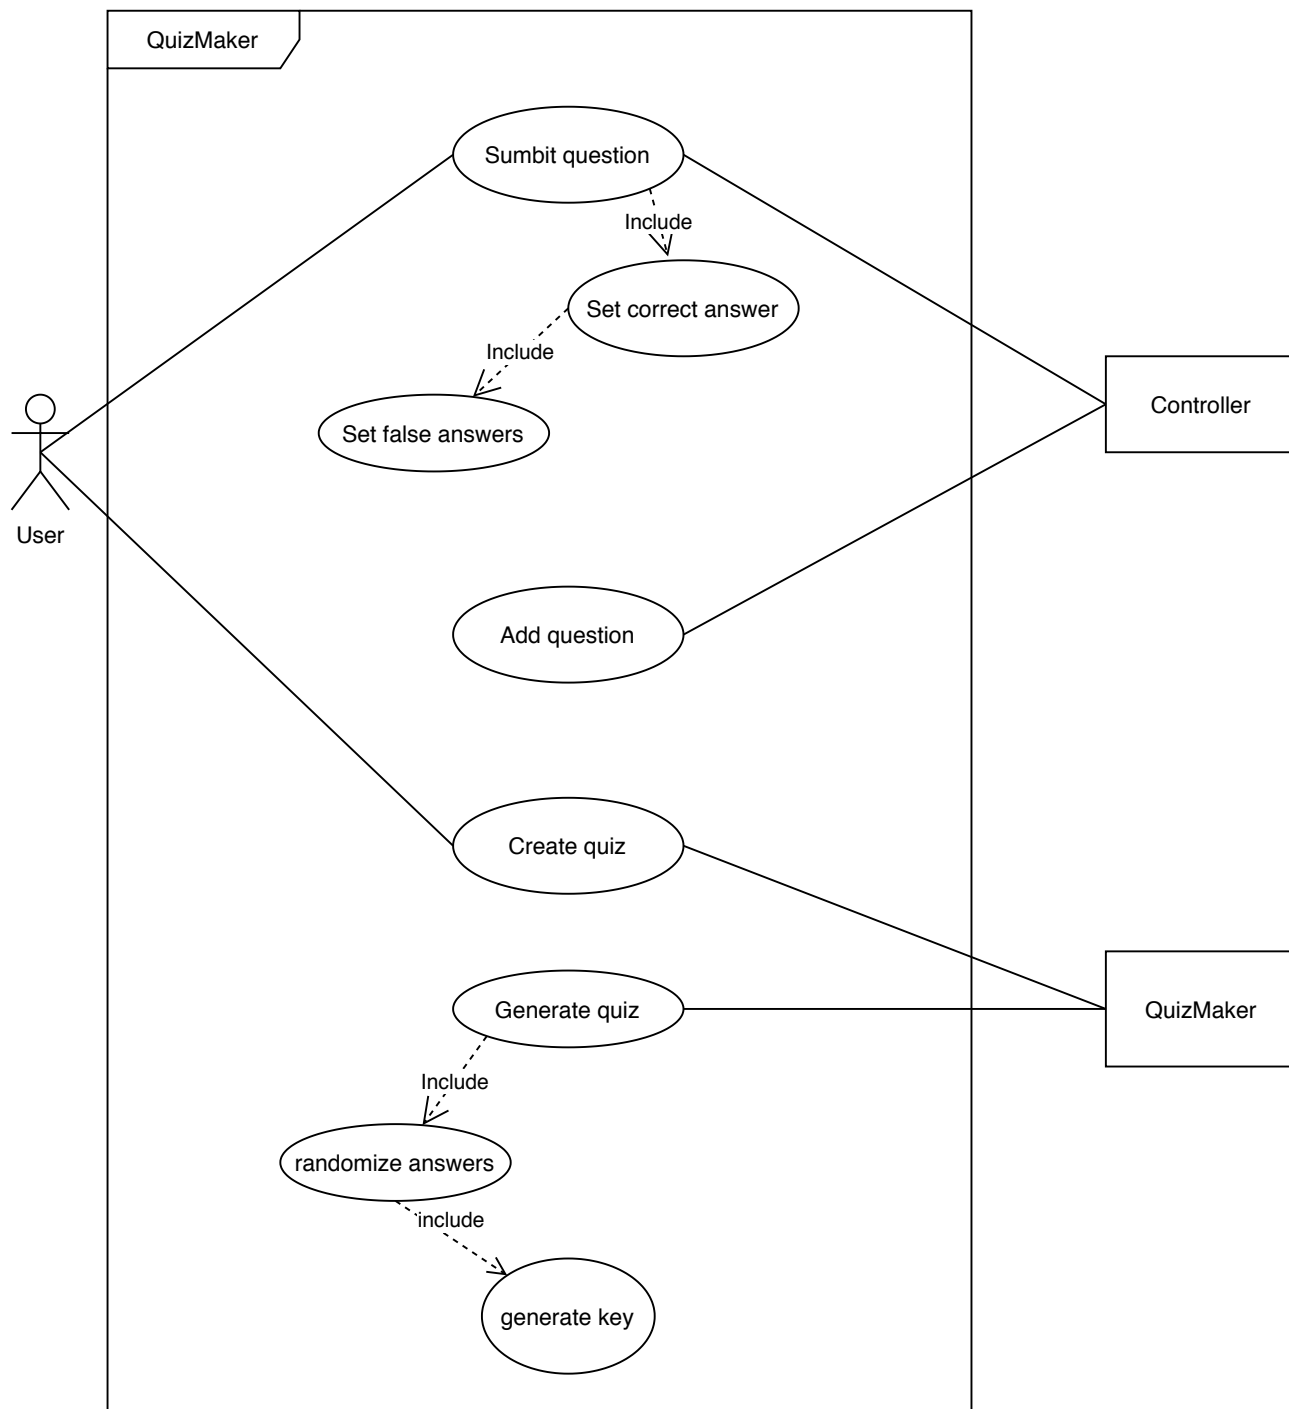 QuizMaker
Sumbit question
Include
Set correct answer
Include
Set false answers
Controller
User
Add question
Create quiz
Generate quiz
QuizMaker
Include
randomize answers
include
generate key